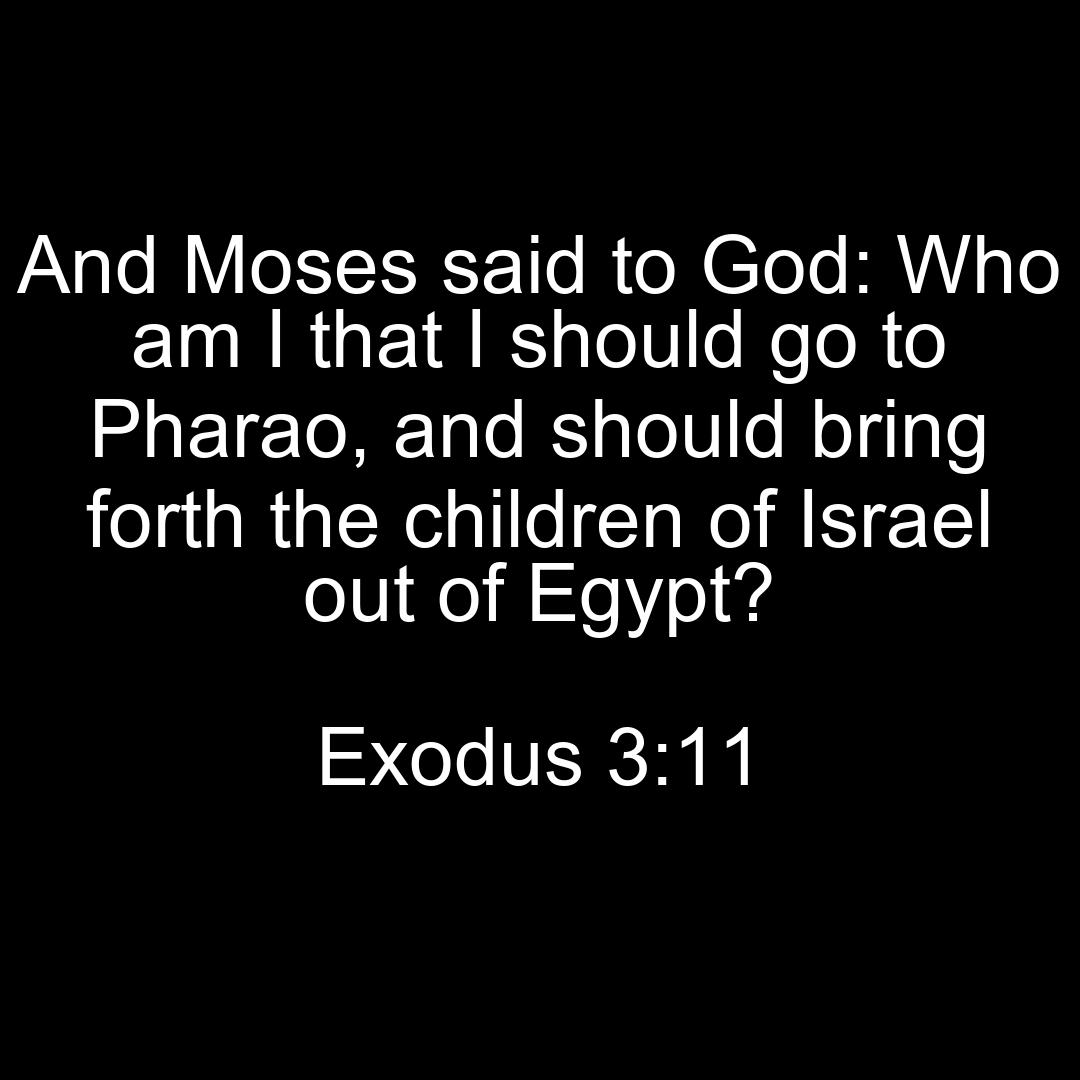 And Moses said to God: Who
am I that I should go to
Pharao, and should bring
forth the children of Israel
out of Egypt?
Exodus 3:11